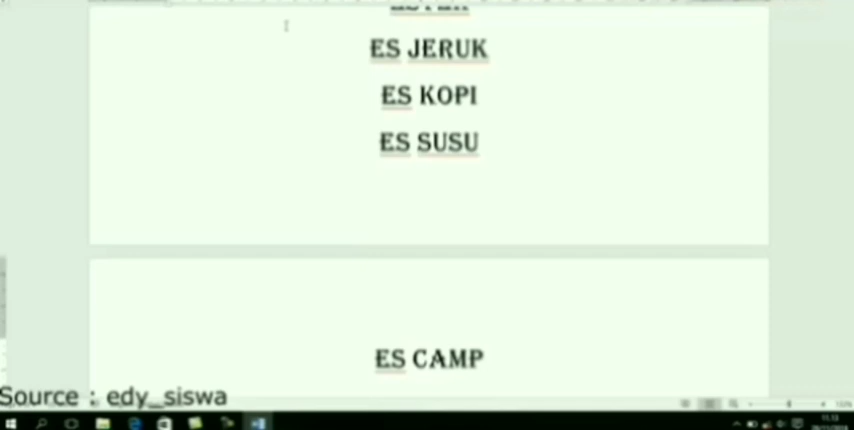 ES JERUK
ES KOPI
ES SUSU
ES CAMP
Source : edy_siswa